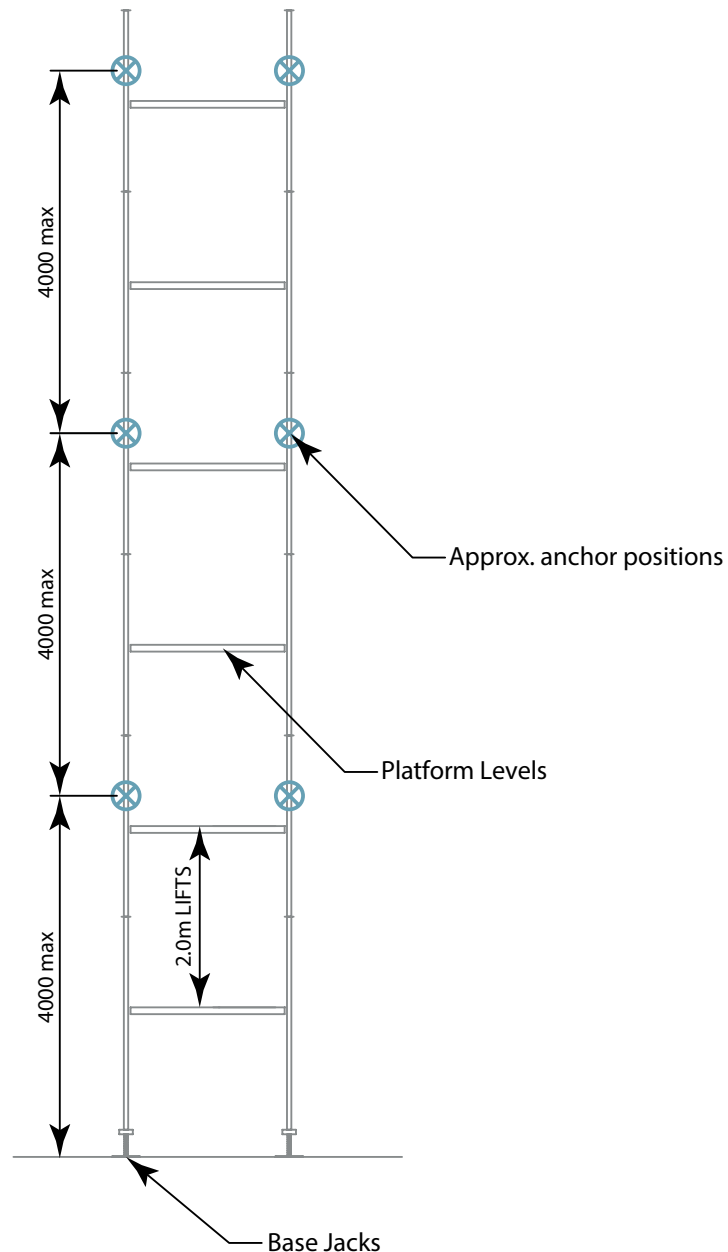 4000 max
4000 max
Approx. anchor positions
Platform Levels
2.0m LIFTS
4000 max
Base Jacks